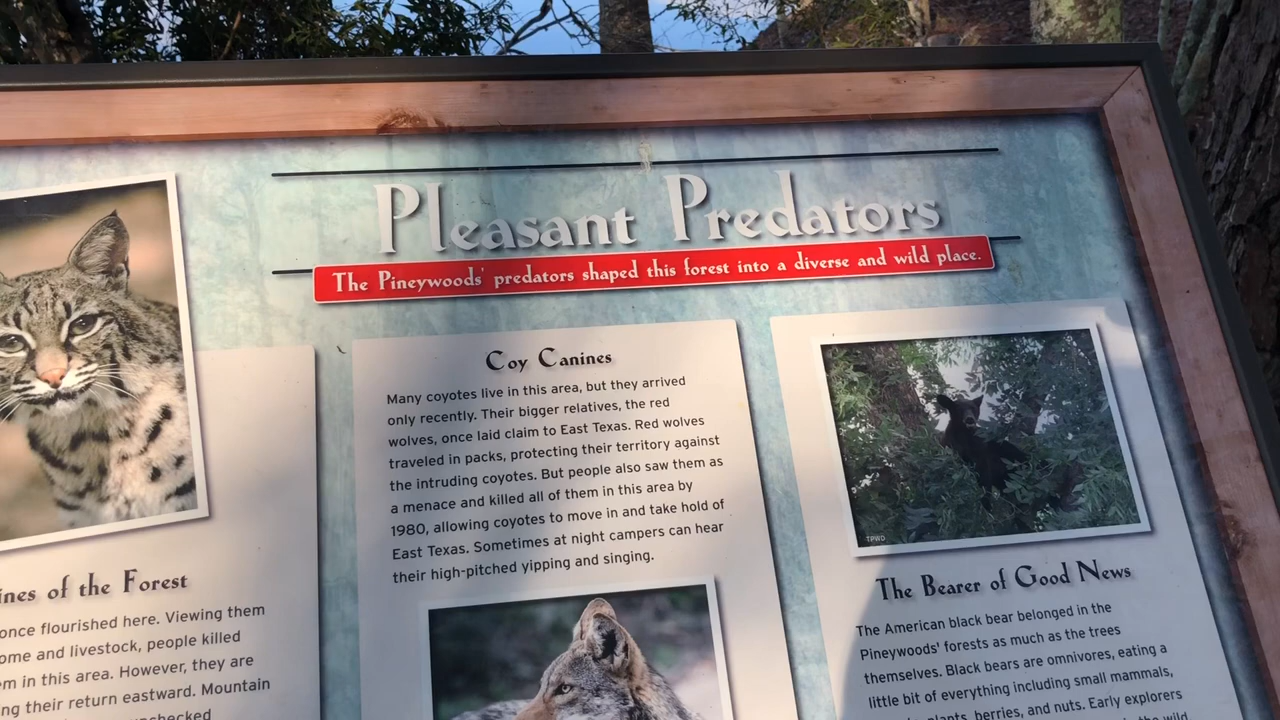 Pleasant Predators
The Pineywoods' predators shaped this forest into a diverse and wild place.
of the Forest
once flourished here. Viewing them
and livestock, people killed
in this area. However, they are
their return eastward. Mountain
unchecked
Coy Canines
Many coyotes live in this area, but they arrived
only recently. Their bigger relatives, the red
wolves, once laid claim to East Texas. Red wolves
traveled in packs, protecting their territory against
the intruding coyotes. But people also saw them as
a menace and killed all of them in this area by
1980, allowing coyotes to move in and take hold of
East Texas. Sometimes at night campers can hear
their high-pitched yipping and singing.
TPWD
The Bearer of Good News
The American black bear belonged in the
Pineywoods' forests as much as the trees
themselves. Black bears are omnivores, eating a
little bit of everything including small mammals,
plants, berries, and nuts. Early explorers
the wild